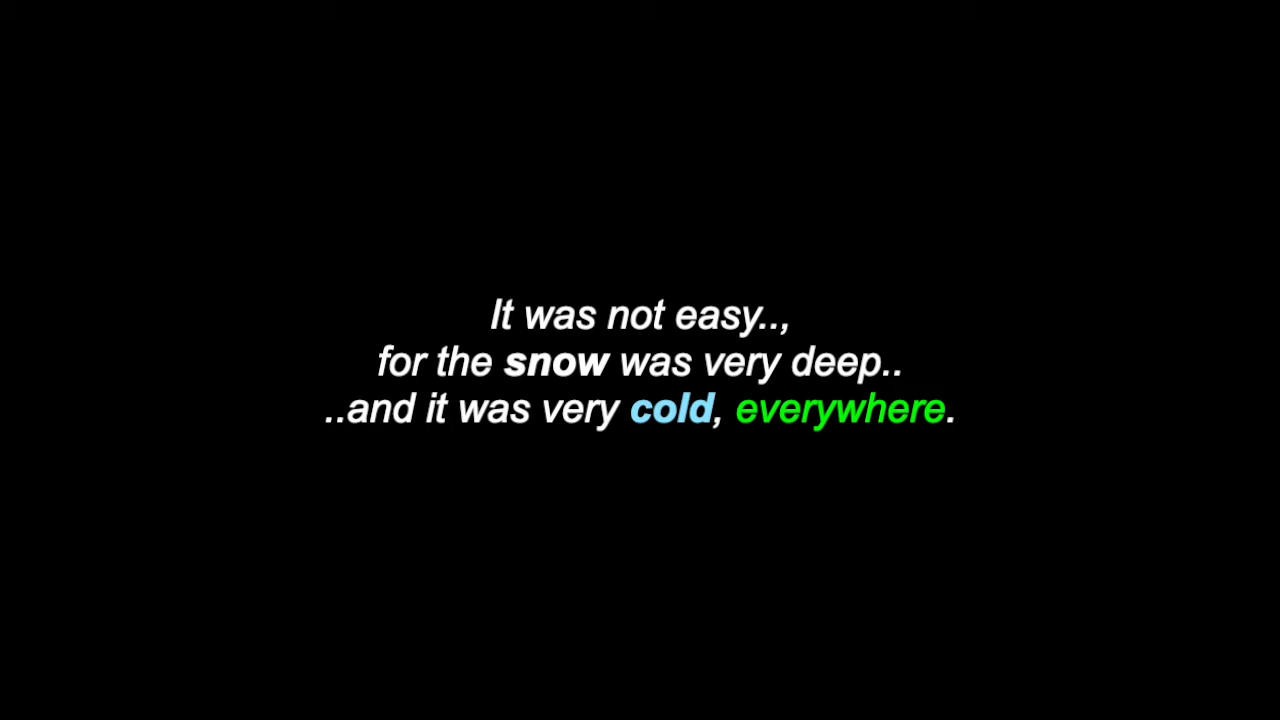 It was not easy..,
for the snow was very deep..
..and it was very cold, everywhere.